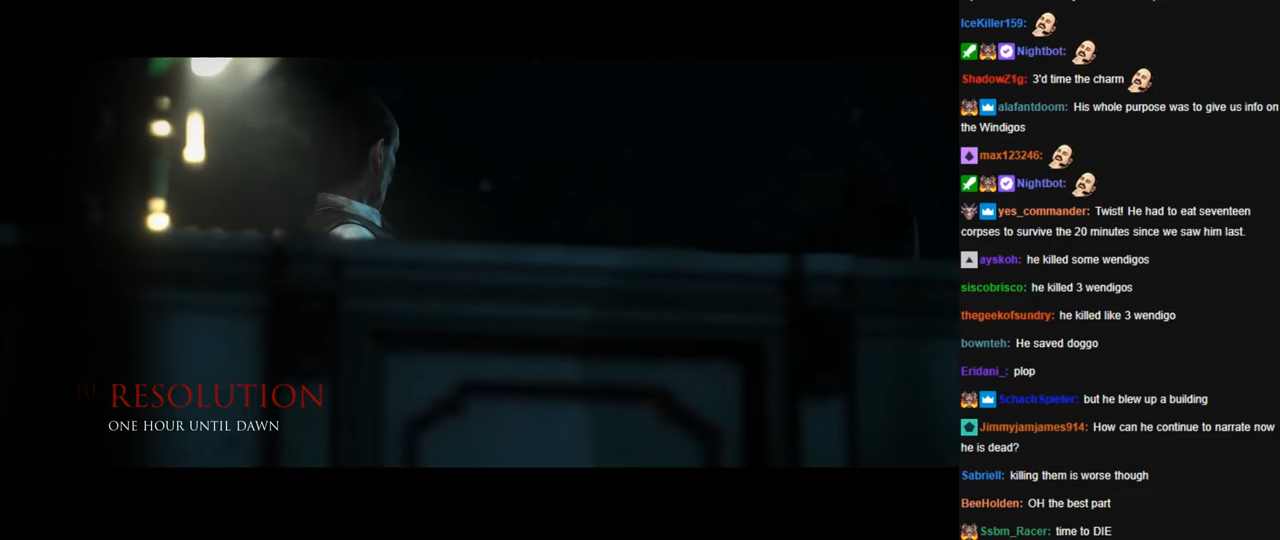 10 RESOLUTION
ONE HOUR UNTIL DAWN
IceKiller159:
Nightbot:
ShadowZ1g: 3'd time the charm
alafantdoom: His whole purpose was to give us info on
the Windigos
max123246:
Nightbot:
yes_commander: Twist! He had to eat seventeen
corpses to survive the 20 minutes since we saw him last.
ayskoh: he killed some wendigos
siscobrisco: he killed 3 wendigos
thegeekofsundry: he killed like 3 wendigo
bownteh: He saved doggo
Eridani_: plop
SchachSpieler: but he blew up a building
Jimmyjamjames914: How can he continue to narrate now
he is dead?
Sabriell: killing them is worse though
BeeHolden: OH the best part
Ssbm_Racer: time to DIE